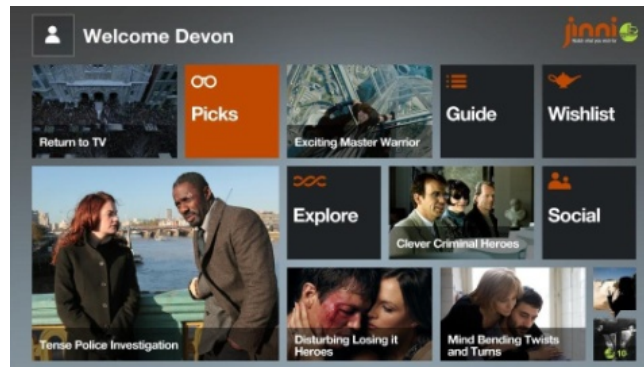 Welcome Devon
jinni
Return to TV
Picks
Exciting Master Warrior
Guide
Wishlist
Tense Police Investigation
Explore
Clever Criminal Heroes
Social
Disturbing Losing it
Heroes
Mind Bending Twists
and Turns
10